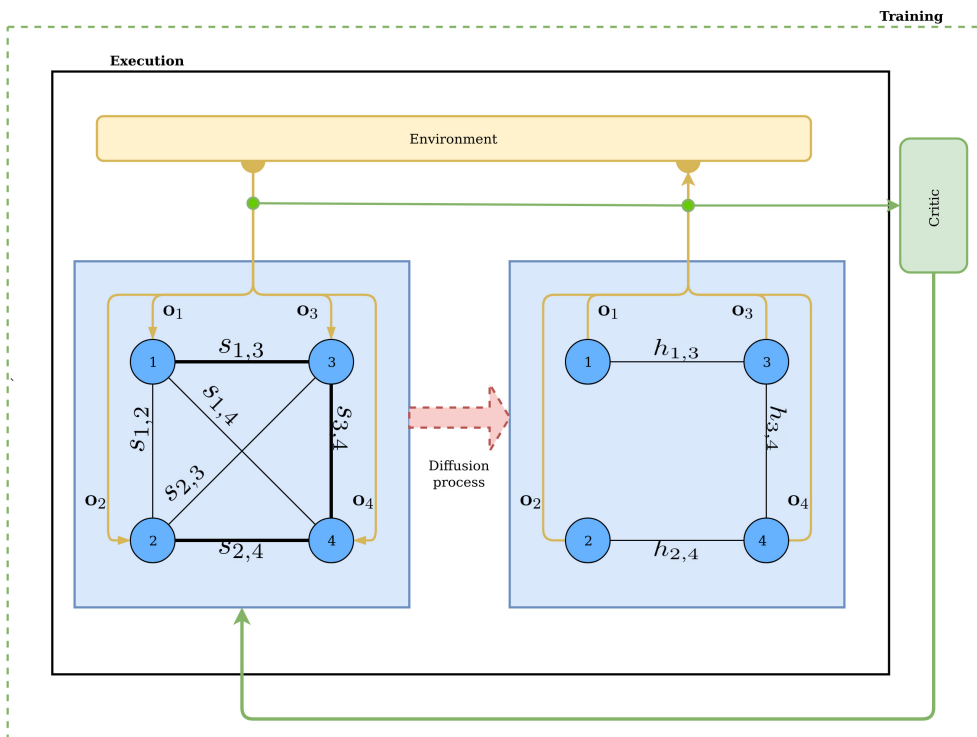 Training
Execution
Environment
Critic
o₁
o₃
s₁,₃
s₁,₄
s₁,₂
s₃,₄
s₂,₃
o₂
o₄
s₂,₄
1
3
2
4
Diffusion
process
o₁
o₃
h₁,₃
h₃,₄
o₂
o₄
h₂,₄
1
3
2
4